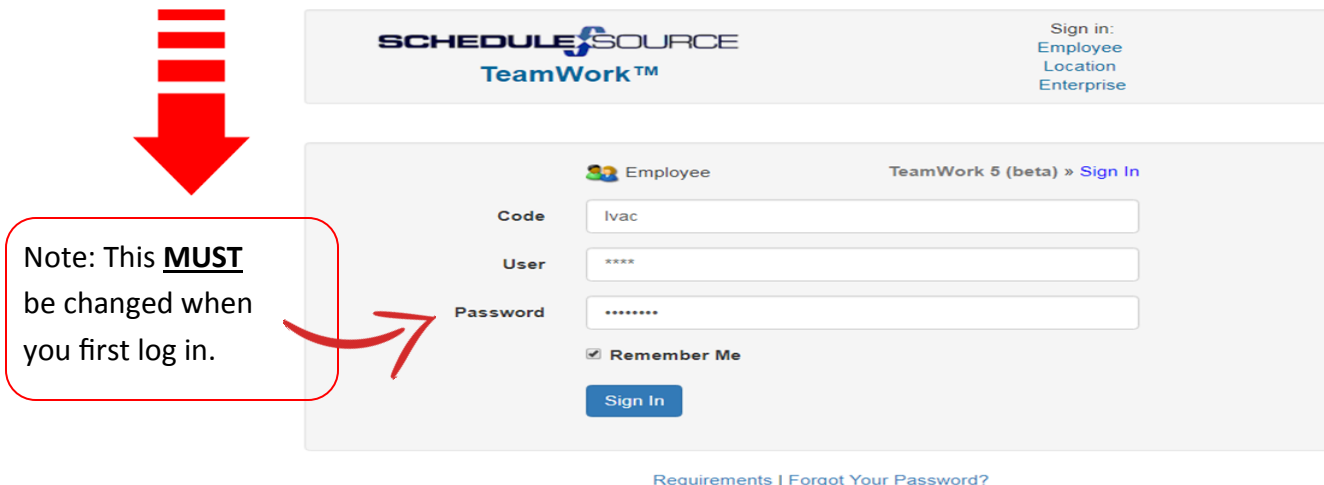 SCHEDULE SOURCE
TeamWork™
Sign in:
Employee
Location
Enterprise
Employee
TeamWork 5 (beta) » Sign In
Code
lvac
User
****
Password
••••••••
Remember Me
Sign In
Note: This MUST
be changed when
you first log in.
Requirements | Forgot Your Password?